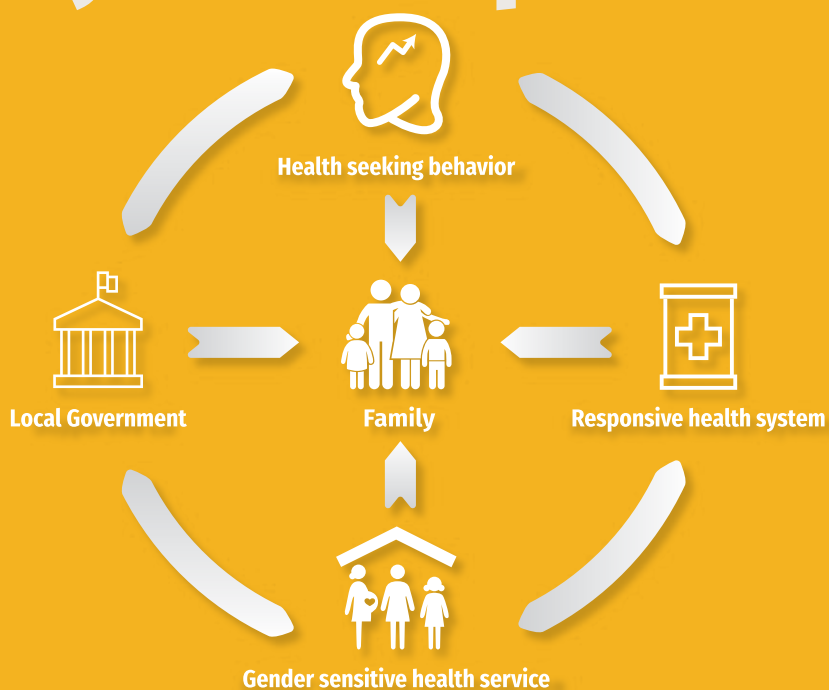 Health seeking behavior
Local Government
Family
Responsive health system
Gender sensitive health service